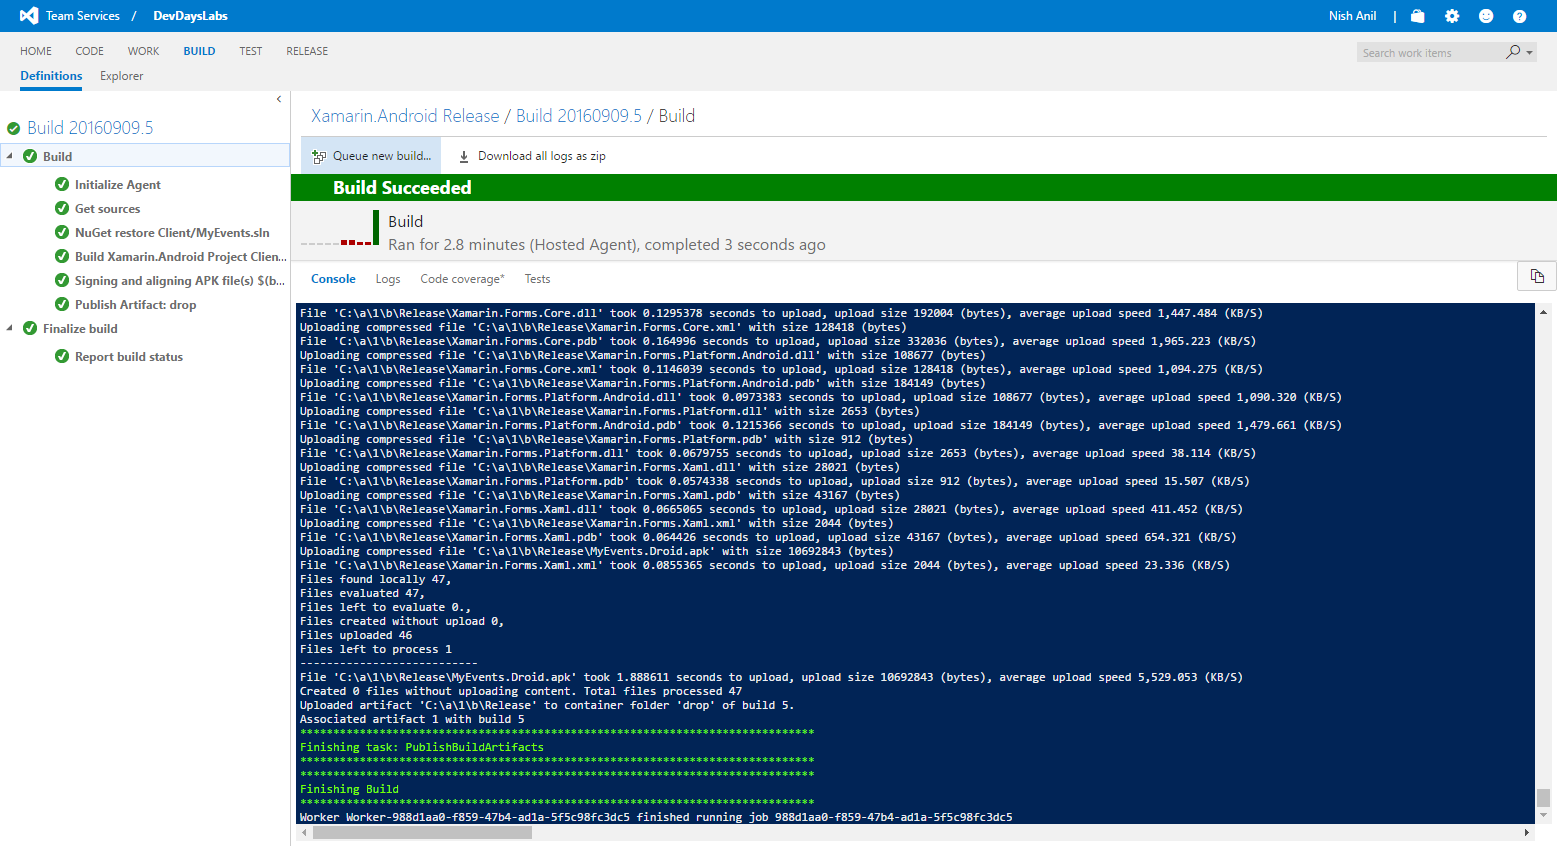 Team Services / DevDaysLabs
Nish Anil |
HOME CODE WORK BUILD TEST RELEASE
Search work items
Definitions Explorer
Build 20160909.5
Build
Initialize Agent
Get sources
NuGet restore Client/MyEvents.sln
Build Xamarin.Android Project Clien...
Signing and aligning APK file(s) $(b...
Publish Artifact: drop
Finalize build
Report build status
Xamarin.Android Release / Build 20160909.5 / Build
Queue new build... Download all logs as zip
Build Succeeded
Build
Ran for 2.8 minutes (Hosted Agent), completed 3 seconds ago
Console Logs Code coverage* Tests
File 'C:\a\1\b\Release\Xamarin.Forms.Core.dll' took 0.1295378 seconds to upload, upload size 192004 (bytes), average upload speed 1,447.484 (KB/S)
Uploading compressed file 'C:\a\1\b\Release\Xamarin.Forms.Core.xml' with size 128418 (bytes)
File 'C:\a\1\b\Release\Xamarin.Forms.Core.pdb' took 0.164996 seconds to upload, upload size 332036 (bytes), average upload speed 1,965.223 (KB/S)
Uploading compressed file 'C:\a\1\b\Release\Xamarin.Forms.Platform.Android.dll' with size 108677 (bytes)
File 'C:\a\1\b\Release\Xamarin.Forms.Core.xml' took 0.1146039 seconds to upload, upload size 128418 (bytes), average upload speed 1,094.275 (KB/S)
Uploading compressed file 'C:\a\1\b\Release\Xamarin.Forms.Platform.Android.pdb' with size 184149 (bytes)
File 'C:\a\1\b\Release\Xamarin.Forms.Platform.Android.dll' took 0.0973383 seconds to upload, upload size 108677 (bytes), average upload speed 1,090.320 (KB/S)
Uploading compressed file 'C:\a\1\b\Release\Xamarin.Forms.Platform.dll' with size 2653 (bytes)
File 'C:\a\1\b\Release\Xamarin.Forms.Platform.Android.pdb' took 0.1215366 seconds to upload, upload size 184149 (bytes), average upload speed 1,479.661 (KB/S)
Uploading compressed file 'C:\a\1\b\Release\Xamarin.Forms.Platform.pdb' with size 912 (bytes)
File 'C:\a\1\b\Release\Xamarin.Forms.Platform.dll' took 0.0679755 seconds to upload, upload size 2653 (bytes), average upload speed 38.114 (KB/S)
Uploading compressed file 'C:\a\1\b\Release\Xamarin.Forms.Xaml.dll' with size 28021 (bytes)
File 'C:\a\1\b\Release\Xamarin.Forms.Platform.pdb' took 0.0574338 seconds to upload, upload size 912 (bytes), average upload speed 15.507 (KB/S)
Uploading compressed file 'C:\a\1\b\Release\Xamarin.Forms.Xaml.pdb' with size 43167 (bytes)
File 'C:\a\1\b\Release\Xamarin.Forms.Xaml.dll' took 0.0665065 seconds to upload, upload size 28021 (bytes), average upload speed 411.452 (KB/S)
Uploading compressed file 'C:\a\1\b\Release\Xamarin.Forms.Xaml.xml' with size 2044 (bytes)
File 'C:\a\1\b\Release\Xamarin.Forms.Xaml.pdb' took 0.064426 seconds to upload, upload size 43167 (bytes), average upload speed 654.321 (KB/S)
Uploading compressed file 'C:\a\1\b\Release\MyEvents.Droid.apk' with size 10692843 (bytes)
File 'C:\a\1\b\Release\Xamarin.Forms.Xaml.xml' took 0.0855365 seconds to upload, upload size 2044 (bytes), average upload speed 23.336 (KB/S)
Files found locally 47,
Files evaluated 47,
Files left to evaluate 0.,
Files created without upload 0,
Files uploaded 46
Files left to process 1
---------------------------
File 'C:\a\1\b\Release\MyEvents.Droid.apk' took 1.888611 seconds to upload, upload size 10692843 (bytes), average upload speed 5,529.053 (KB/S)
Created 0 files without uploading content. Total files processed 47
Uploaded artifact 'C:\a\1\b\Release' to container folder 'drop' of build 5.
Associated artifact 1 with build 5
******************************************************************************
Finishing task: PublishBuildArtifacts
******************************************************************************
******************************************************************************
Finishing Build
******************************************************************************
Worker Worker-988d1aa0-f859-47b4-ad1a-5f5c98fc3dc5 finished running job 988d1aa0-f859-47b4-ad1a-5f5c98fc3dc5